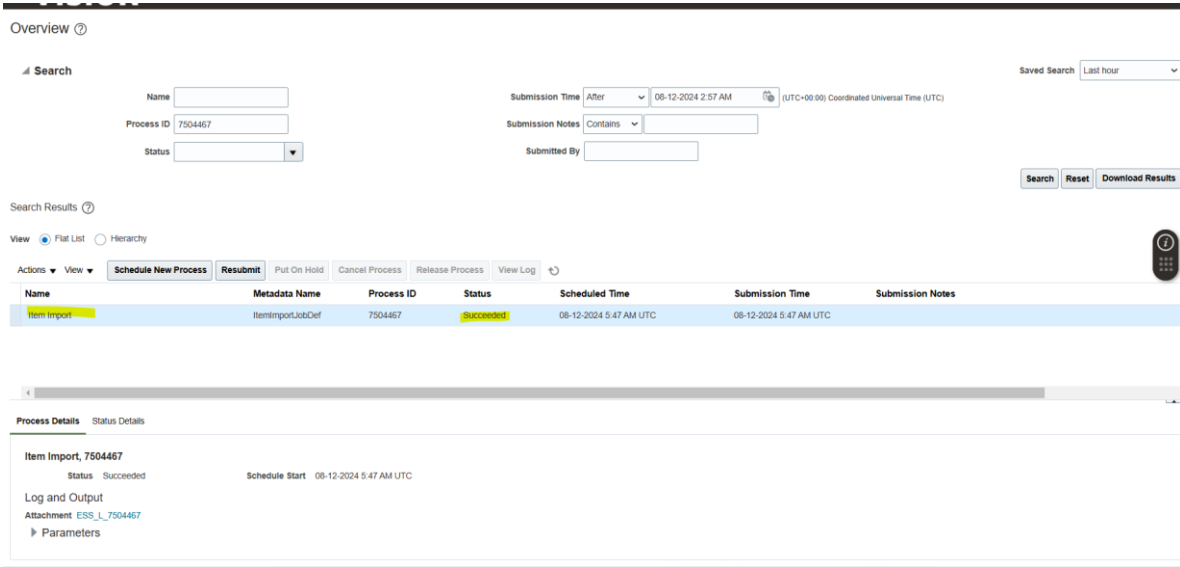 Overview
Search
Saved Search Last hour
Name Submission Time After 08-12-2024 2:57 AM (UTC+00:00) Coordinated Universal Time (UTC)
Process ID 7504467 Submission Notes Contains
Status Submitted By
Search Reset Download Results
Search Results
View Flat List Hierarchy
Actions View Schedule New Process Resubmit Put On Hold Cancel Process Release Process View Log
Name Metadata Name Process ID Status Scheduled Time Submission Time Submission Notes
Item Import ItemImportJobDef 7504467 Succeeded 08-12-2024 5:47 AM UTC 08-12-2024 5:47 AM UTC
Process Details Status Details
Item Import, 7504467
Status Succeeded Schedule Start 08-12-2024 5:47 AM UTC
Log and Output
Attachment ESS_L_7504467
Parameters